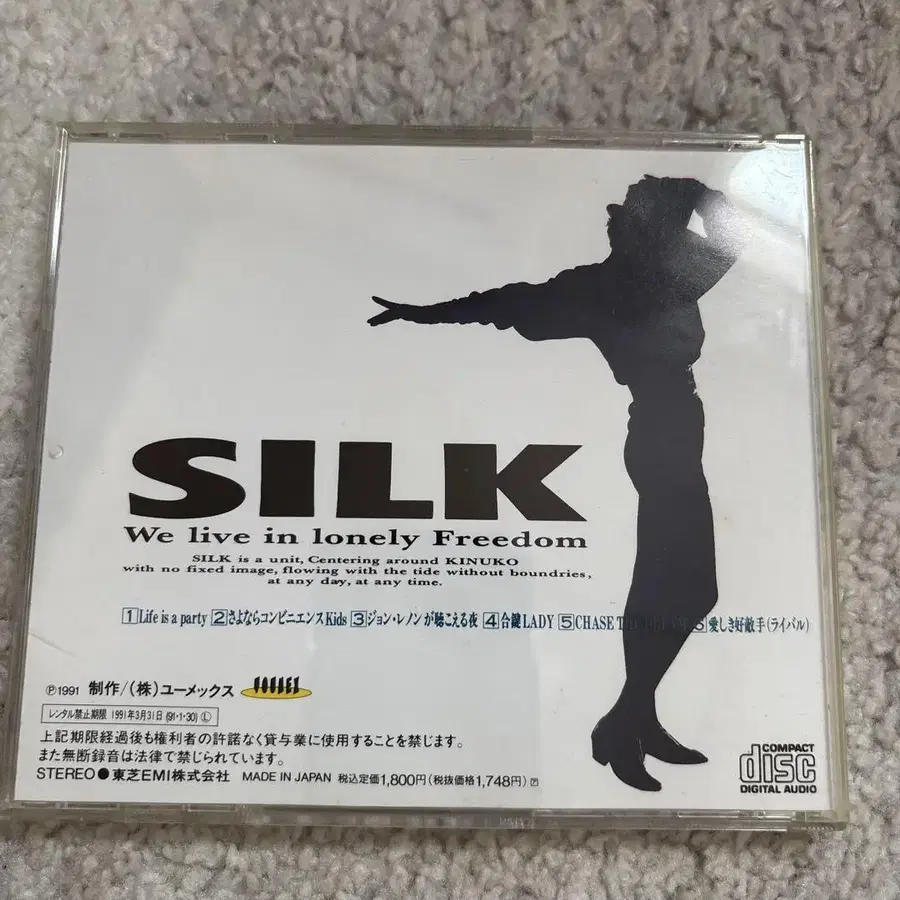 SILK
We live in lonely Freedom
SILK is a unit, Centering around KINUKO
with no fixed image, flowing with the tide without boundries,
at any day, at any time.
1 Life is a party 2 さよならコンビニエンスKids 3 ジョン・レノンが聴こえる夜 4 合鍵LADY 5 CHASE 6 愛しき好敵手(ライバル)
Ⓟ1991 制作/(株)ユーメックス
レンタル禁止期限 1991年3月31日 (91・1・30) Ⓛ
上記期限経過後も権利者の許諾なく貸与業に使用することを禁じます。
また無断録音は法律で禁じられています。
STEREO● 東芝EMI株式会社 MADE IN JAPAN 税込定価1,800円(税抜価格1,748円)
COMPACT
disc
DIGITAL AUDIO